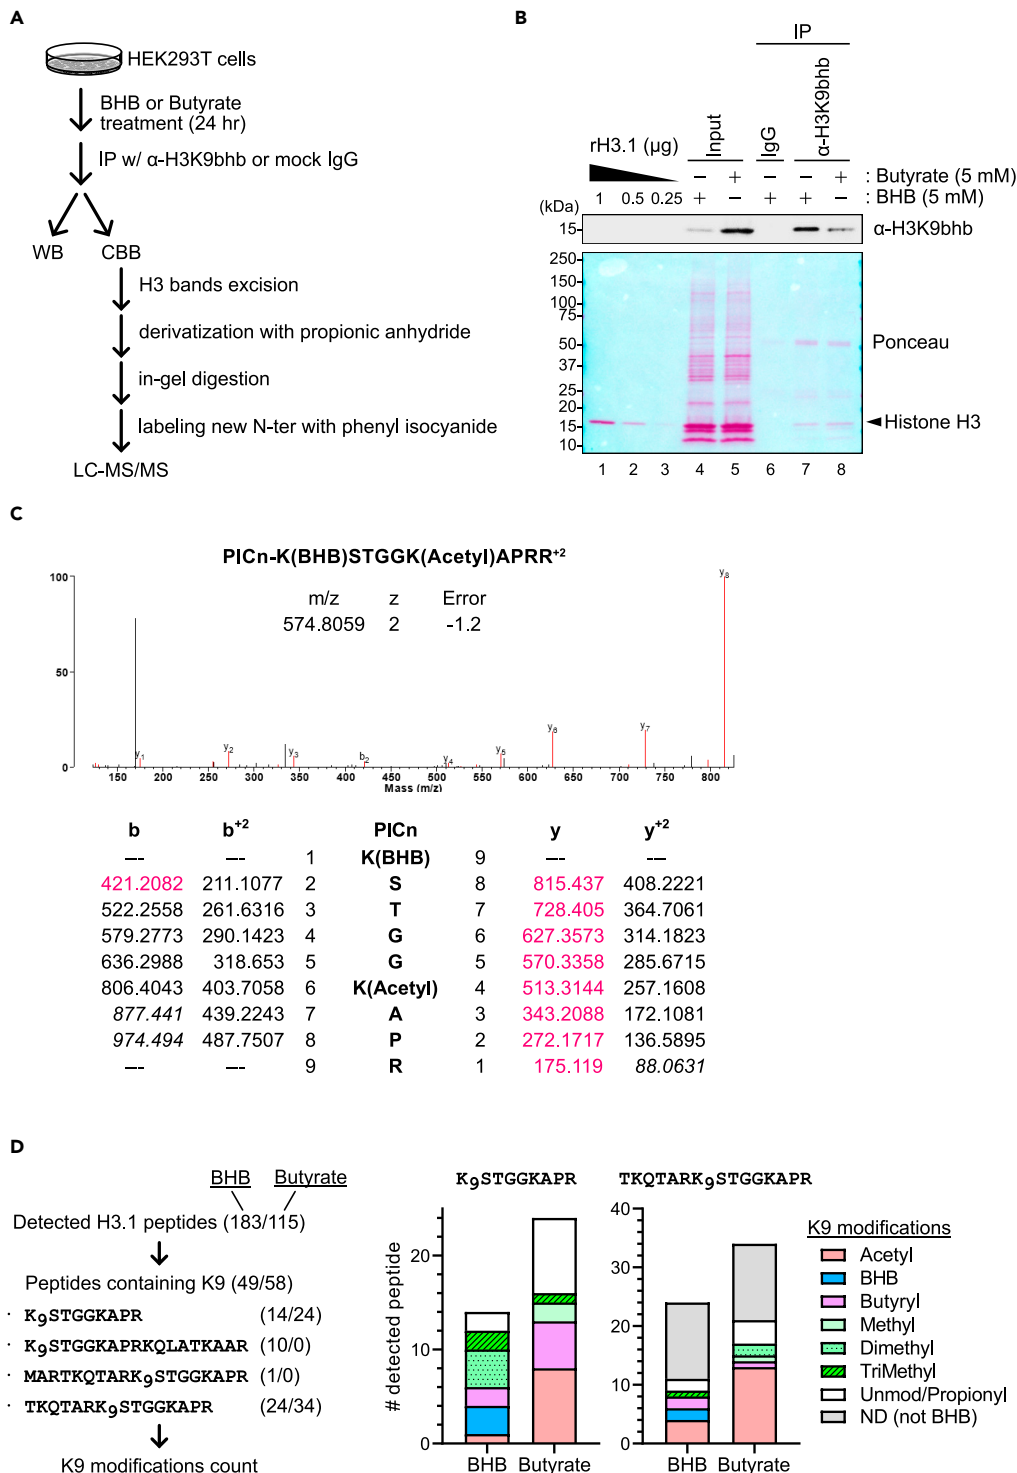 A
HEK293T cells
BHB or Butyrate
treatment (24 hr)
IP w/ α-H3K9bhb or mock IgG
WB
CBB
H3 bands excision
derivatization with propionic anhydride
in-gel digestion
labeling new N-ter with phenyl isocyanide
LC-MS/MS
B
IP
rH3.1 (µg)
Input
IgG
α-H3K9bhb
– + – + : Butyrate (5 mM)
1 0.5 0.25 + – + + – : BHB (5 mM)
(kDa)
15
α-H3K9bhb
250
150
100
75
50
37
25
20
15
10
Ponceau
Histone H3
1 2 3 4 5 6 7 8
C
PICn-K(BHB)STGGK(Acetyl)APRR+2
m/z z Error
574.8059 2 -1.2
100
50
0
y1 y2 y3 b2 y4 y5 y6 y7 y8
150 200 250 300 350 400 450 500 550 600 650 700 750 800
Mass (m/z)
b b+2 PICn y y+2
--- --- 1 K(BHB) 9 --- ---
421.2082 211.1077 2 S 8 815.437 408.2221
522.2558 261.6316 3 T 7 728.405 364.7061
579.2773 290.1423 4 G 6 627.3573 314.1823
636.2988 318.653 5 G 5 570.3358 285.6715
806.4043 403.7058 6 K(Acetyl) 4 513.3144 257.1608
877.441 439.2243 7 A 3 343.2088 172.1081
974.494 487.7507 8 P 2 272.1717 136.5895
--- --- 9 R 1 175.119 88.0631
D
BHB Butyrate
Detected H3.1 peptides (183/115)
Peptides containing K9 (49/58)
· K9STGGKAPR (14/24)
· K9STGGKAPRKQLATKAAR (10/0)
· MARTKQTARK9STGGKAPR (1/0)
· TKQTARK9STGGKAPR (24/34)
K9 modifications count
K9STGGKAPR
# detected peptide
20
10
0
BHB Butyrate
TKQTARK9STGGKAPR
40
30
20
10
0
BHB Butyrate
K9 modifications
Acetyl
BHB
Butyryl
Methyl
Dimethyl
TriMethyl
Unmod/Propionyl
ND (not BHB)